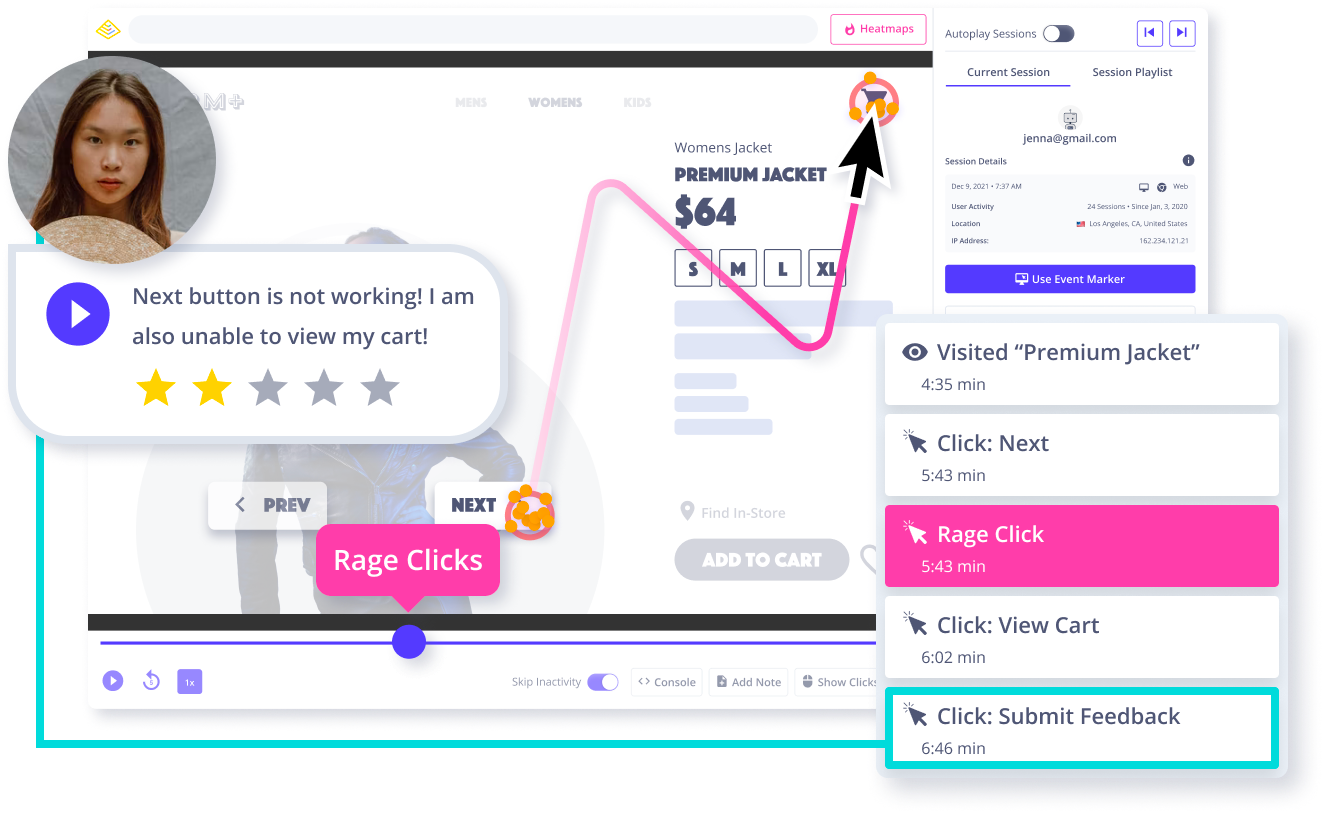 Heatmaps
Autoplay Sessions
Current Session
Session Playlist
jenna@gmail.com
Session Details
Dec 9, 2021 • 7:37 AM
Web
User Activity
24 Sessions • Since Jan, 3, 2020
Location
Los Angeles, CA, United States
IP Address:
162.234.121.21
Use Event Marker
M+
MENS
WOMENS
KIDS
Womens Jacket
PREMIUM JACKET
$64
S
M
L
XL
Find In-Store
ADD TO CART
Next button is not working! I am
also unable to view my cart!
PREV
NEXT
Rage Clicks
5
1x
Skip Inactivity
Console
Add Note
Show Clicks
Visited “Premium Jacket”
4:35 min
Click: Next
5:43 min
Rage Click
5:43 min
Click: View Cart
6:02 min
Click: Submit Feedback
6:46 min